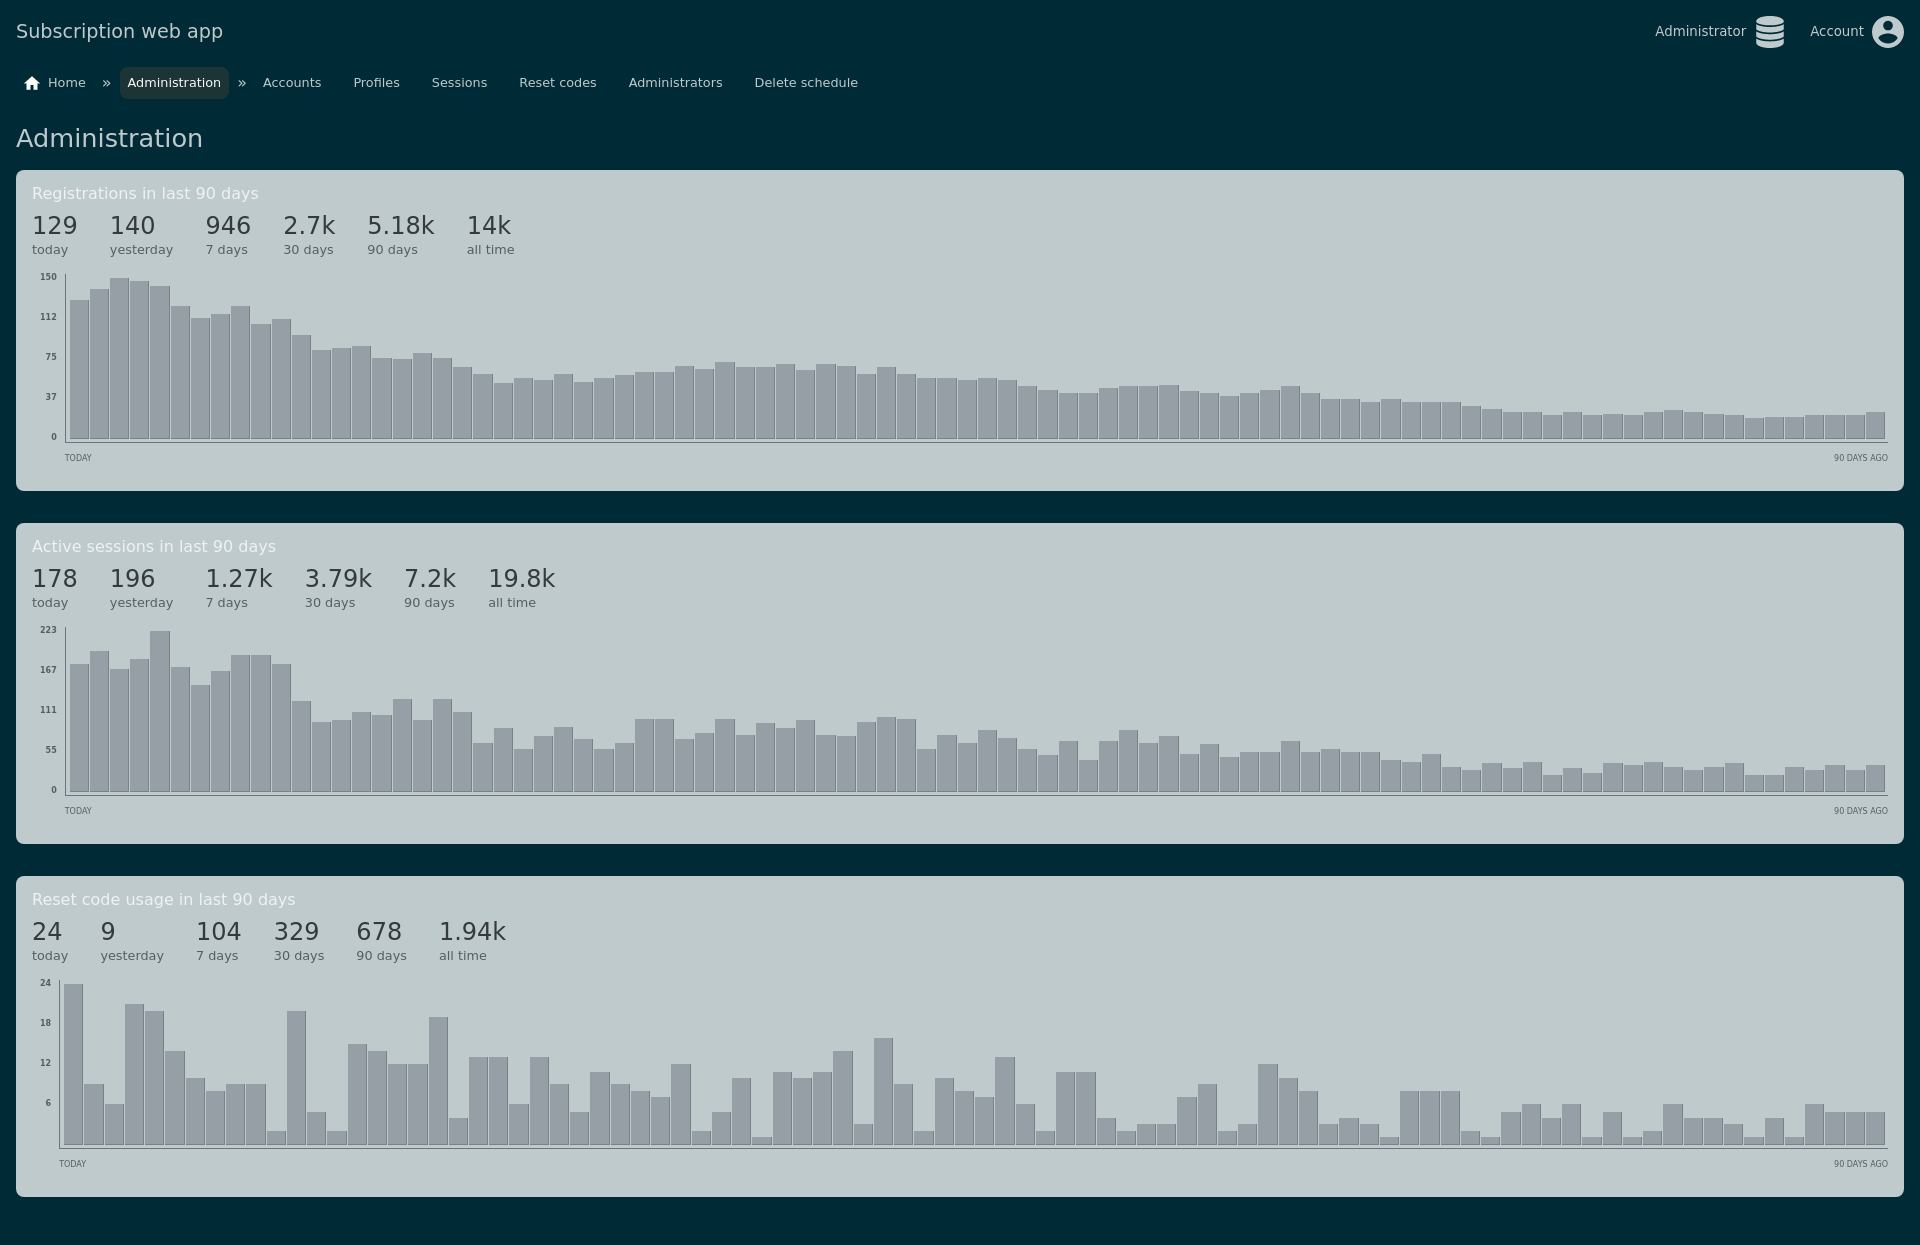 Subscription web app
Administrator
Account
Home » Administration » Accounts Profiles Sessions Reset codes Administrators Delete schedule
Administration
Registrations in last 90 days
129 140 946 2.7k 5.18k 14k
today yesterday 7 days 30 days 90 days all time
150
112
75
37
0
TODAY 90 DAYS AGO
Active sessions in last 90 days
178 196 1.27k 3.79k 7.2k 19.8k
today yesterday 7 days 30 days 90 days all time
223
167
111
55
0
TODAY 90 DAYS AGO
Reset code usage in last 90 days
24 9 104 329 678 1.94k
today yesterday 7 days 30 days 90 days all time
24
18
12
6
TODAY 90 DAYS AGO